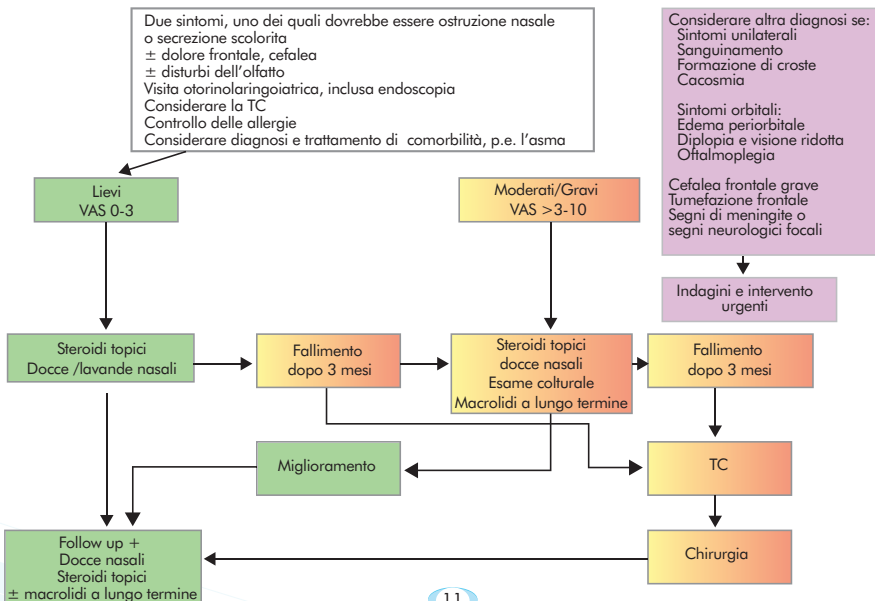 Due sintomi, uno dei quali dovrebbe essere ostruzione nasale
o secrezione scolorita
± dolore frontale, cefalea
± disturbi dell'olfatto
Visita otorinolaringoiatrica, inclusa endoscopia
Considerare la TC
Controllo delle allergie
Considerare diagnosi e trattamento di comorbilità, p.e. l'asma
Considerare altra diagnosi se:
Sintomi unilaterali
Sanguinamento
Formazione di croste
Cacosmia
Sintomi orbitali:
Edema periorbitale
Diplopia e visione ridotta
Oftalmoplegia
Cefalea frontale grave
Tumefazione frontale
Segni di meningite o
segni neurologici focali
Lievi
VAS 0-3
Moderati/Gravi
VAS >3-10
Indagini e intervento
urgenti
Steroidi topici
Docce /lavande nasali
Fallimento
dopo 3 mesi
Steroidi topici
docce nasali
Esame colturale
Macrolidi a lungo termine
Fallimento
dopo 3 mesi
Miglioramento
TC
Follow up +
Docce nasali
Steroidi topici
± macrolidi a lungo termine
Chirurgia
11